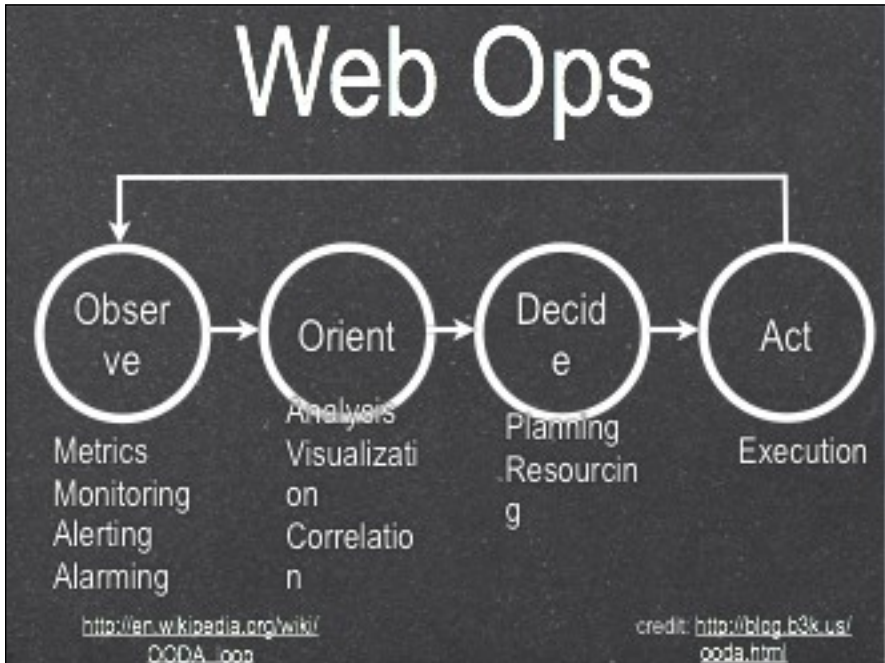 Web Ops
Obser
ve
Orient
Decid
e
Act
Metrics
Monitoring
Alerting
Alarming
Analysis
Visualizati
on
Correlatio
n
Planning
Resourcin
g
Execution
http://en.wikipedia.org/wiki/
OODA_loop
credit: http://blog.b3k.us/
ooda.html